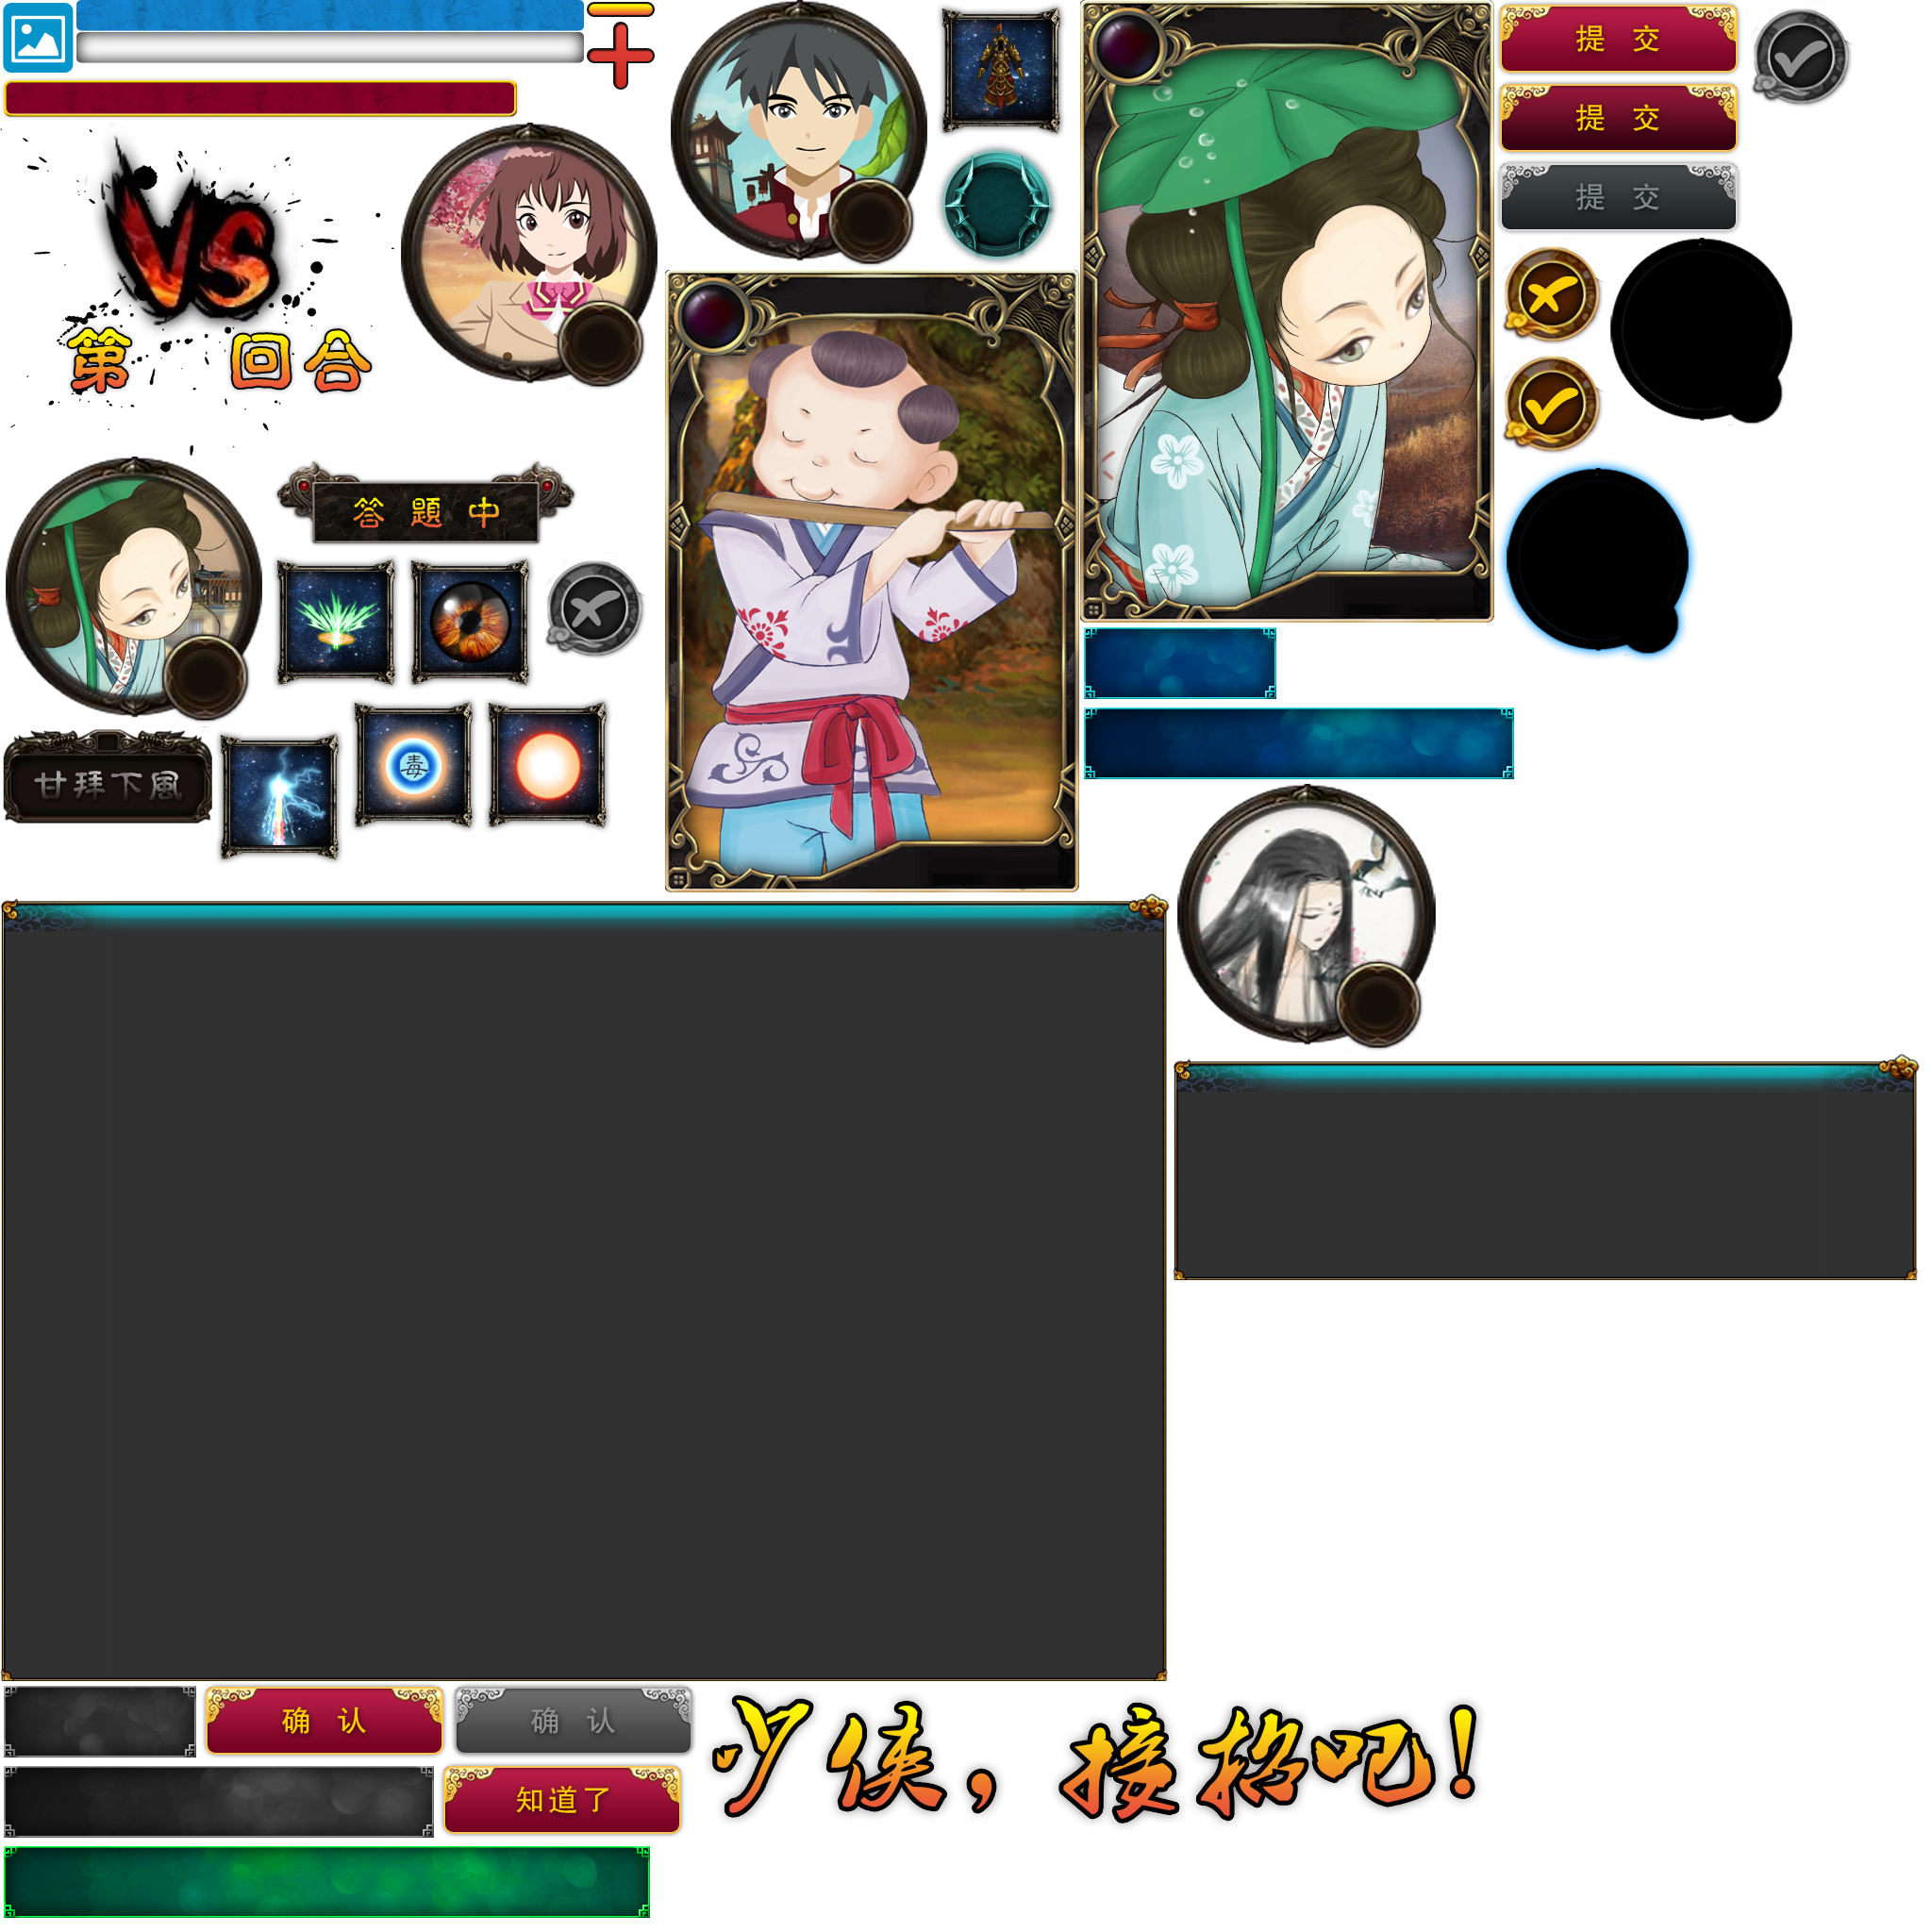 VS
第 回合
答題中
甘拜下風
毒
提 交
提 交
提 交
确 认
确 认
知道了
少侠，接招吧！